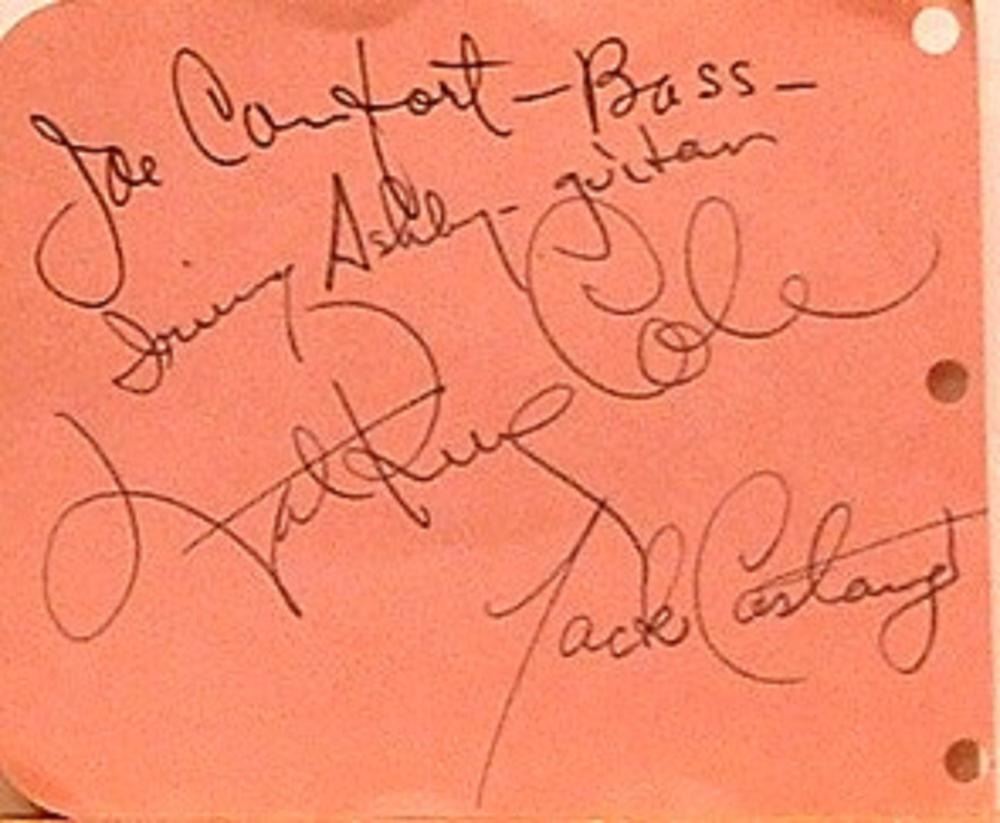 Joe Comfort - Bass -
Irving Ashby - guitar
Nat King Cole
Jack Costanzo